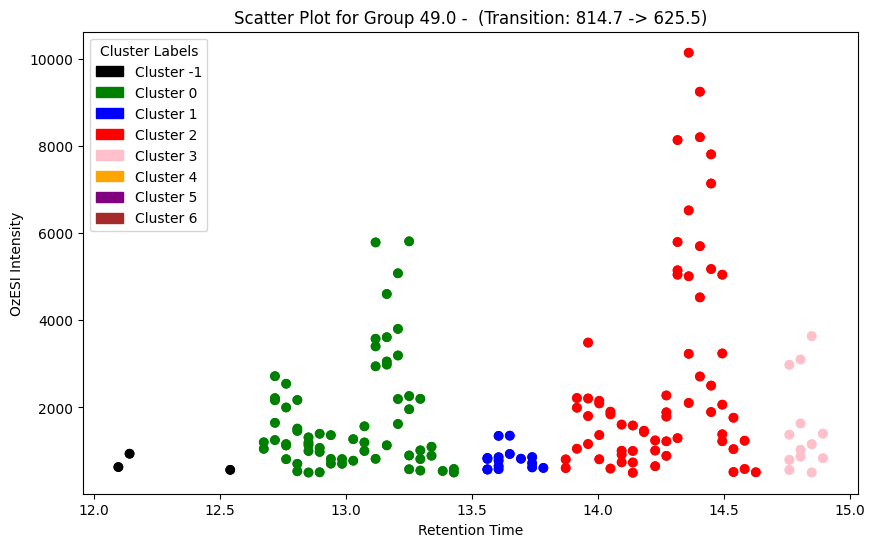 Scatter Plot for Group 49.0 -  (Transition: 814.7 -> 625.5)
Cluster Labels
Cluster -1
Cluster 0
Cluster 1
Cluster 2
Cluster 3
Cluster 4
Cluster 5
Cluster 6
OzESI Intensity
10000
8000
6000
4000
2000
12.0 12.5 13.0 13.5 14.0 14.5 15.0
Retention Time